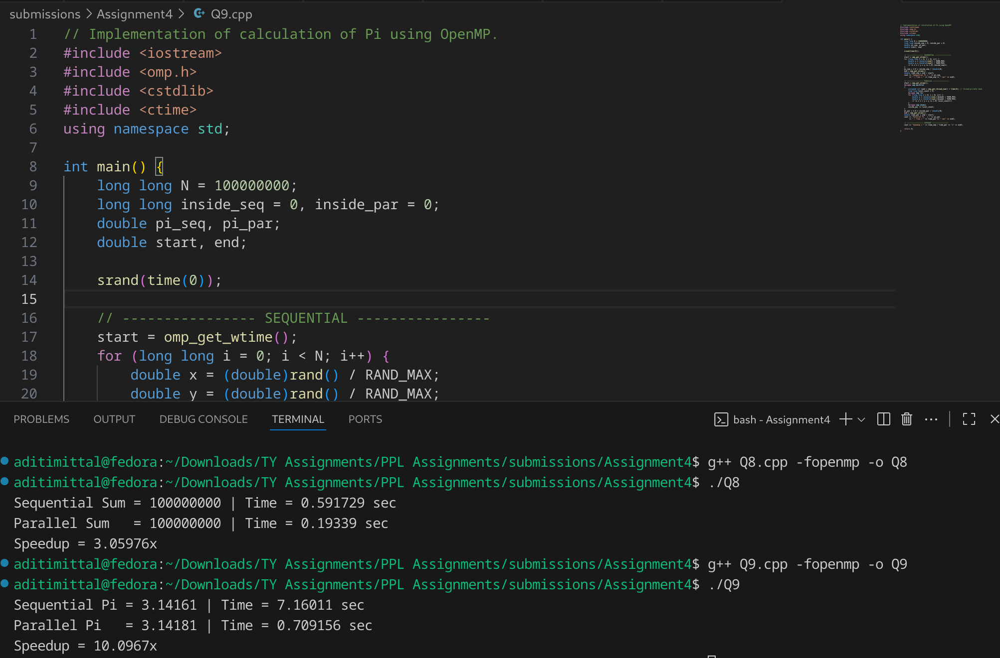 submissions > Assignment4 > Q9.cpp
1 // Implementation of calculation of Pi using OpenMP.
2 #include <iostream>
3 #include <omp.h>
4 #include <cstdlib>
5 #include <ctime>
6 using namespace std;
7
8 int main() {
9 long long N = 100000000;
10 long long inside_seq = 0, inside_par = 0;
11 double pi_seq, pi_par;
12 double start, end;
13
14 srand(time(0));
15
16 // ---------------- SEQUENTIAL ----------------
17 start = omp_get_wtime();
18 for (long long i = 0; i < N; i++) {
19 double x = (double)rand() / RAND_MAX;
20 double y = (double)rand() / RAND_MAX;
PROBLEMS OUTPUT DEBUG CONSOLE TERMINAL PORTS bash - Assignment4
aditimittal@fedora:~/Downloads/TY Assignments/PPL Assignments/submissions/Assignment4$ g++ Q8.cpp -fopenmp -o Q8
aditimittal@fedora:~/Downloads/TY Assignments/PPL Assignments/submissions/Assignment4$ ./Q8
Sequential Sum = 100000000 | Time = 0.591729 sec
Parallel Sum   = 100000000 | Time = 0.19339 sec
Speedup = 3.05976x
aditimittal@fedora:~/Downloads/TY Assignments/PPL Assignments/submissions/Assignment4$ g++ Q9.cpp -fopenmp -o Q9
aditimittal@fedora:~/Downloads/TY Assignments/PPL Assignments/submissions/Assignment4$ ./Q9
Sequential Pi = 3.14161 | Time = 7.16011 sec
Parallel Pi   = 3.14181 | Time = 0.709156 sec
Speedup = 10.0967x